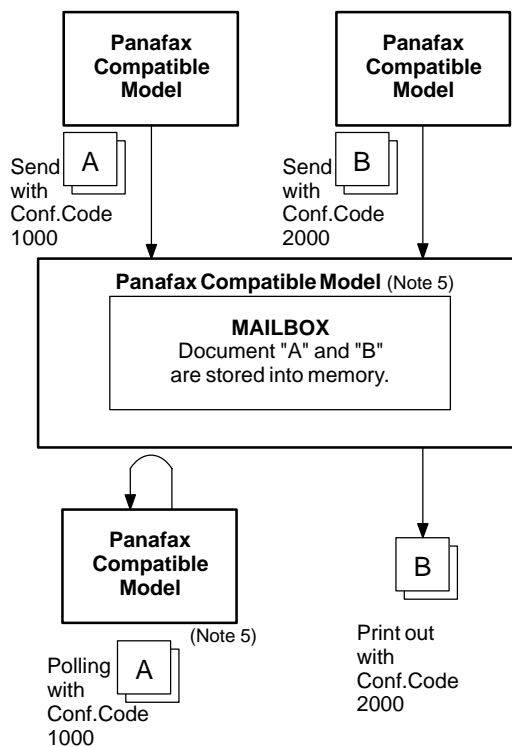 Panafax
Compatible
Model
Panafax
Compatible
Model
A
Send
with
Conf.Code
1000
B
Send
with
Conf.Code
2000
Panafax Compatible Model (Note 5)
MAILBOX
Document "A" and "B"
are stored into memory.
Panafax
Compatible
Model
(Note 5)
A
Polling
with
Conf.Code
1000
B
Print out
with
Conf.Code
2000